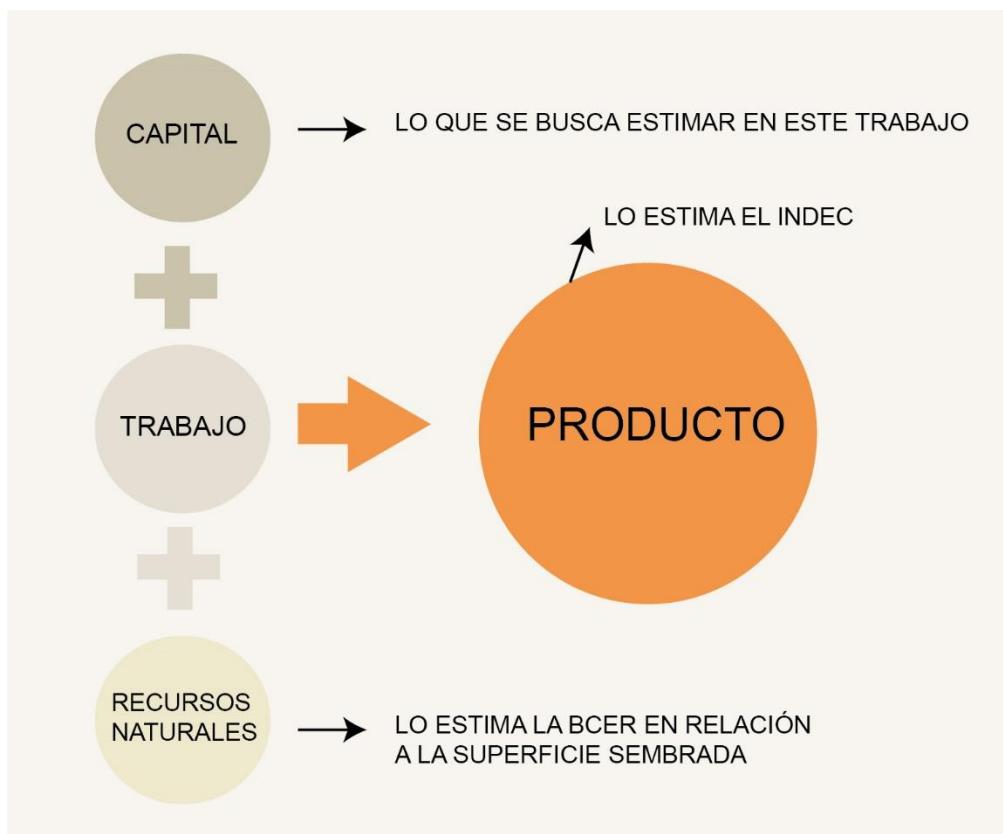 CAPITAL
LO QUE SE BUSCA ESTIMAR EN ESTE TRABAJO
LO ESTIMA EL INDEC
TRABAJO
PRODUCTO
RECURSOS
NATURALES
LO ESTIMA LA BCER EN RELACIÓN
A LA SUPERFICIE SEMBRADA